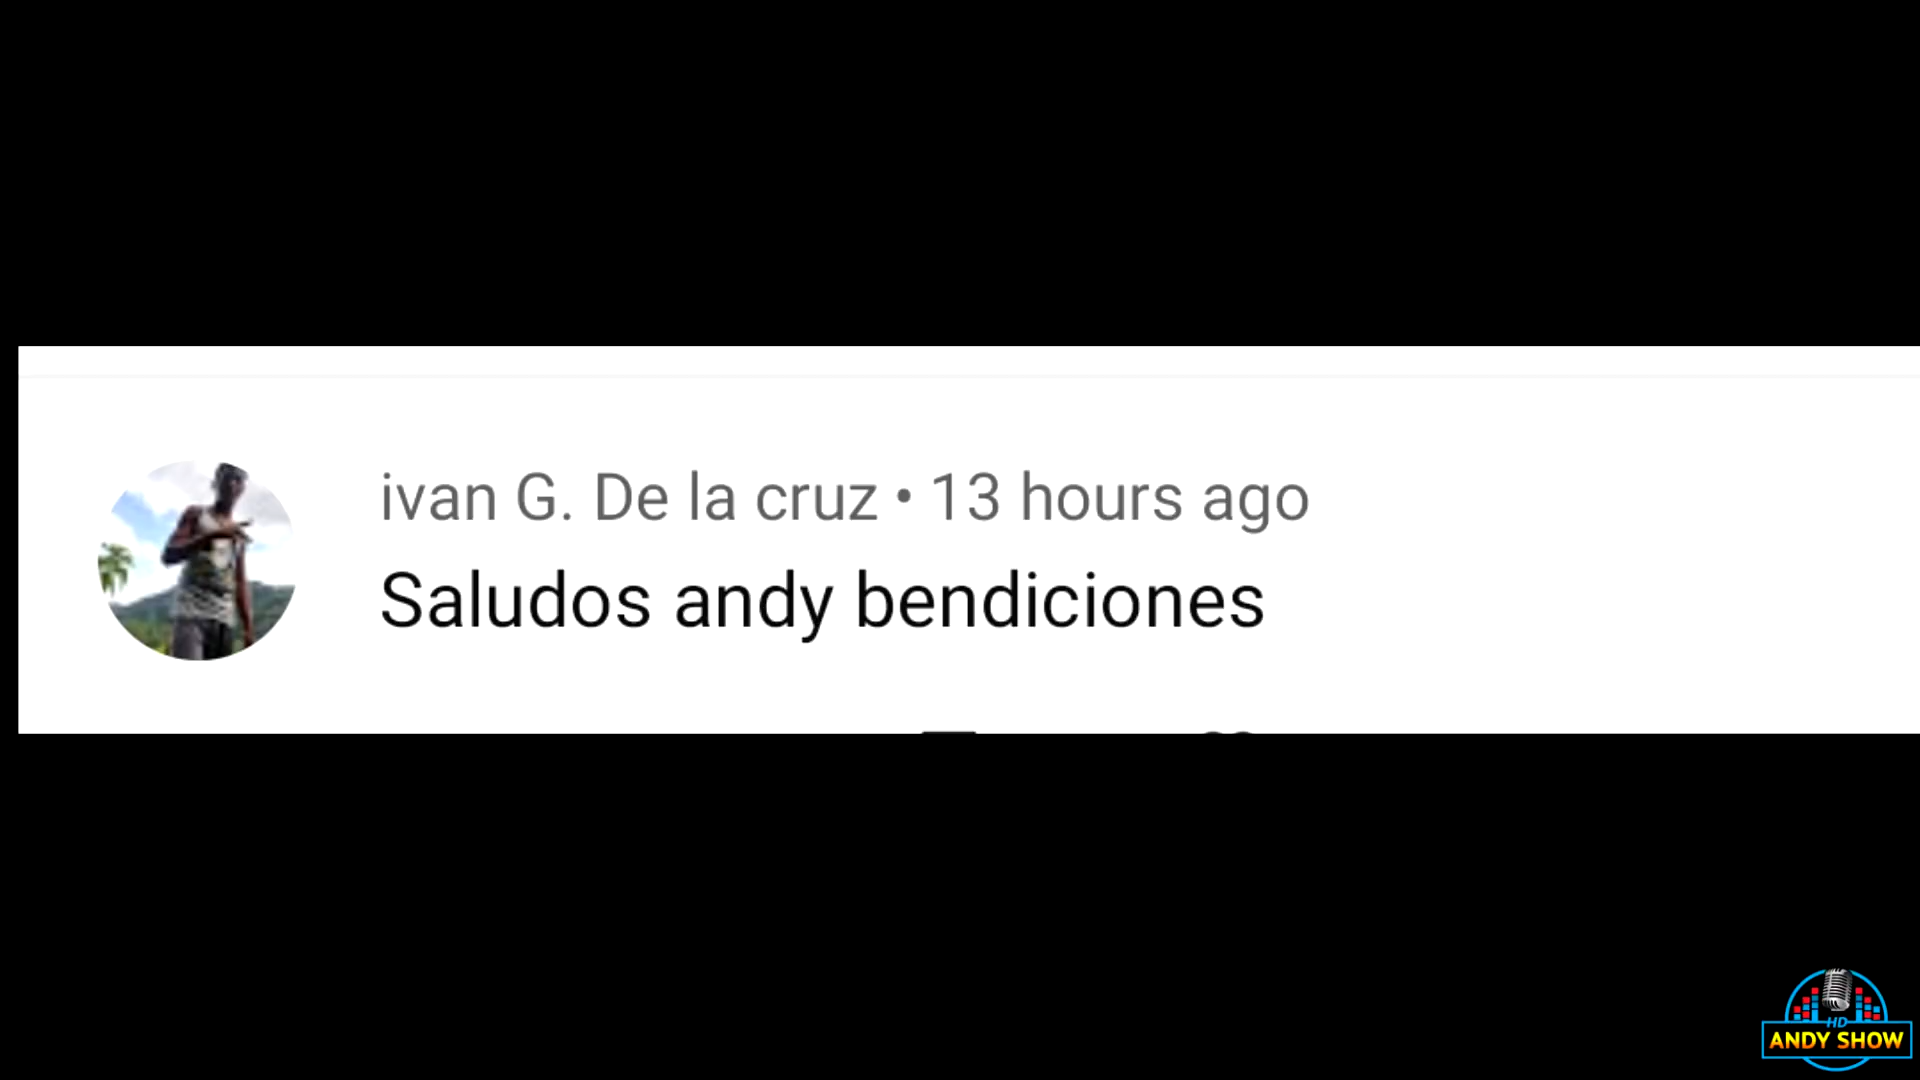 ivan G. De la cruz • 13 hours ago
Saludos andy bendiciones
HD
ANDY SHOW